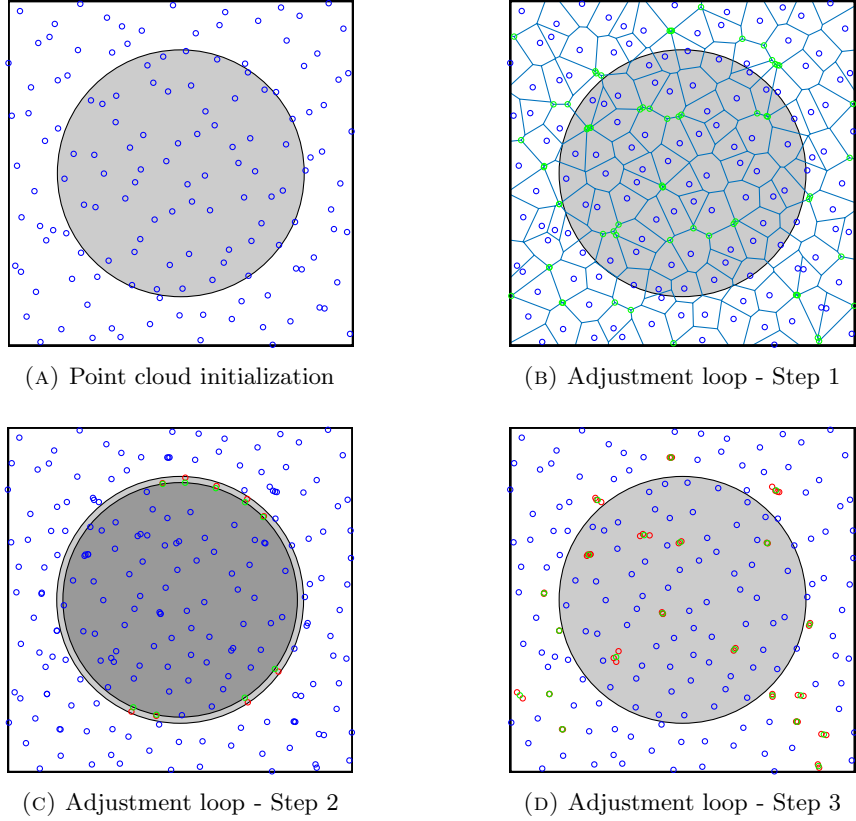 (A) Point cloud initialization
(B) Adjustment loop - Step 1
(C) Adjustment loop - Step 2
(D) Adjustment loop - Step 3